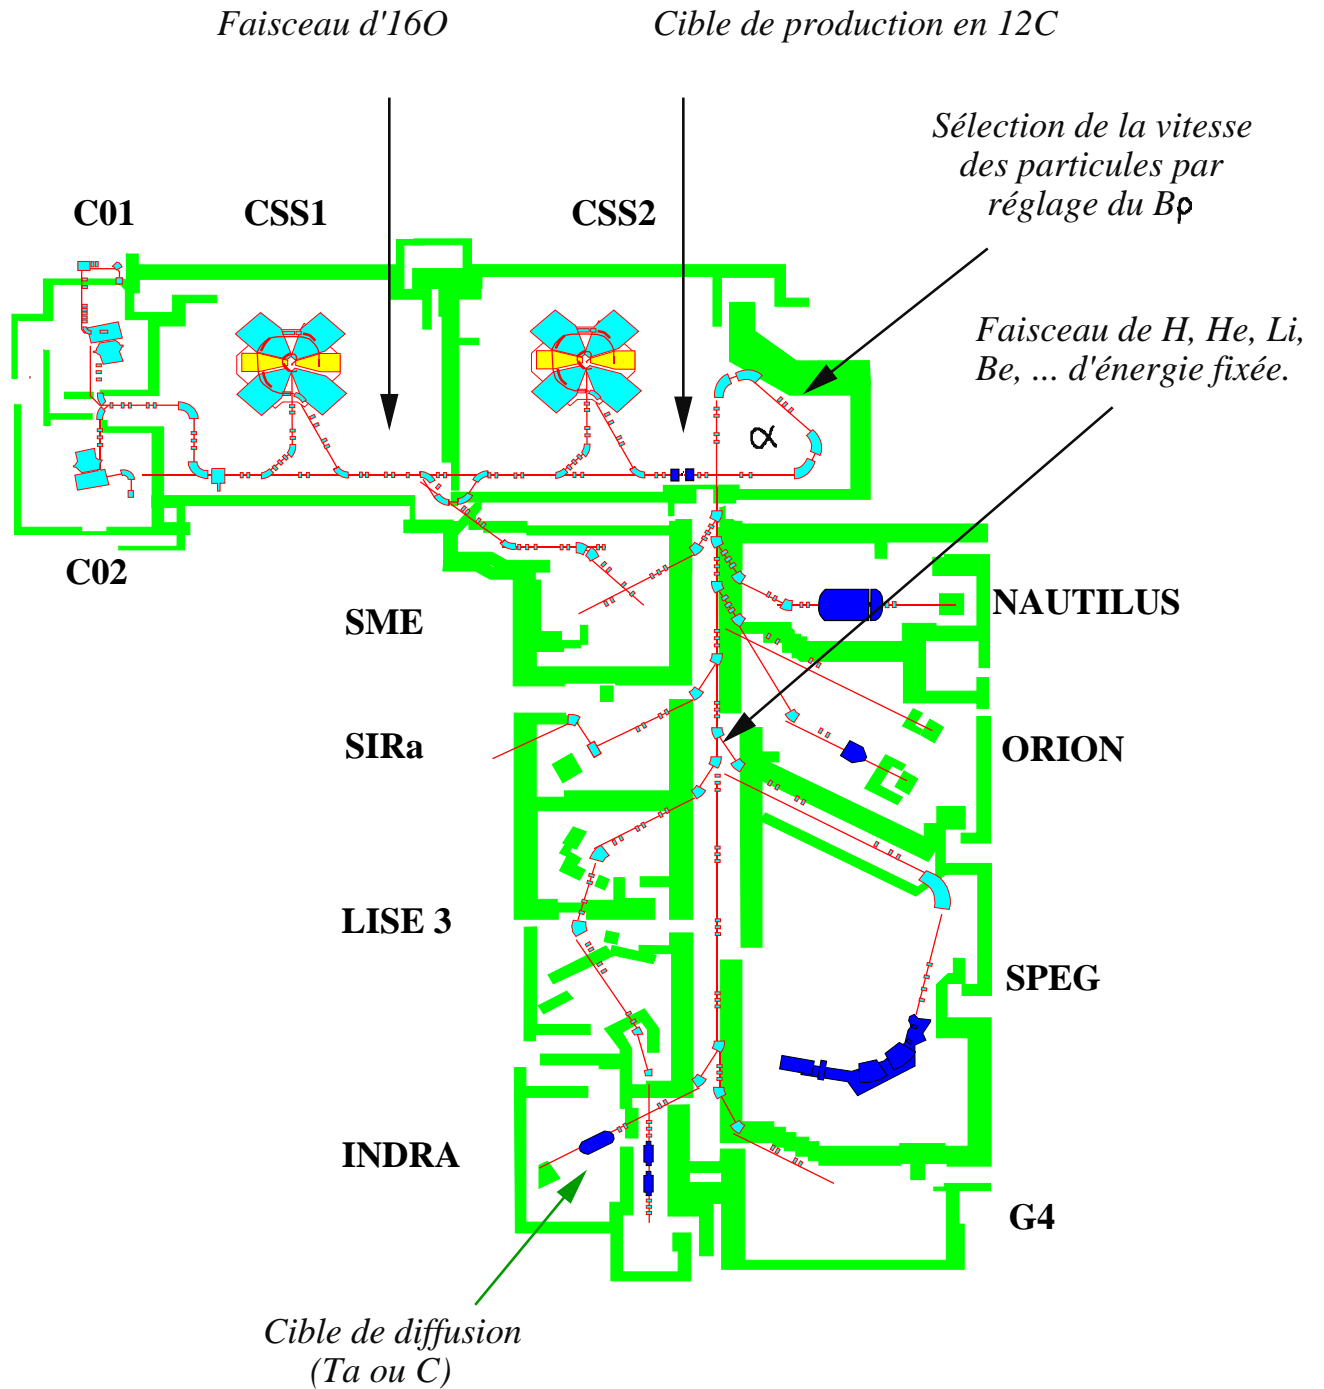 Faisceau d'16O
Cible de production en 12C
Sélection de la vitesse
des particules par
réglage du Bρ
C01
CSS1
CSS2
Faisceau de H, He, Li,
Be, ... d'énergie fixée.
α
C02
SME
NAUTILUS
SIRa
ORION
LISE 3
SPEG
INDRA
G4
Cible de diffusion
(Ta ou C)